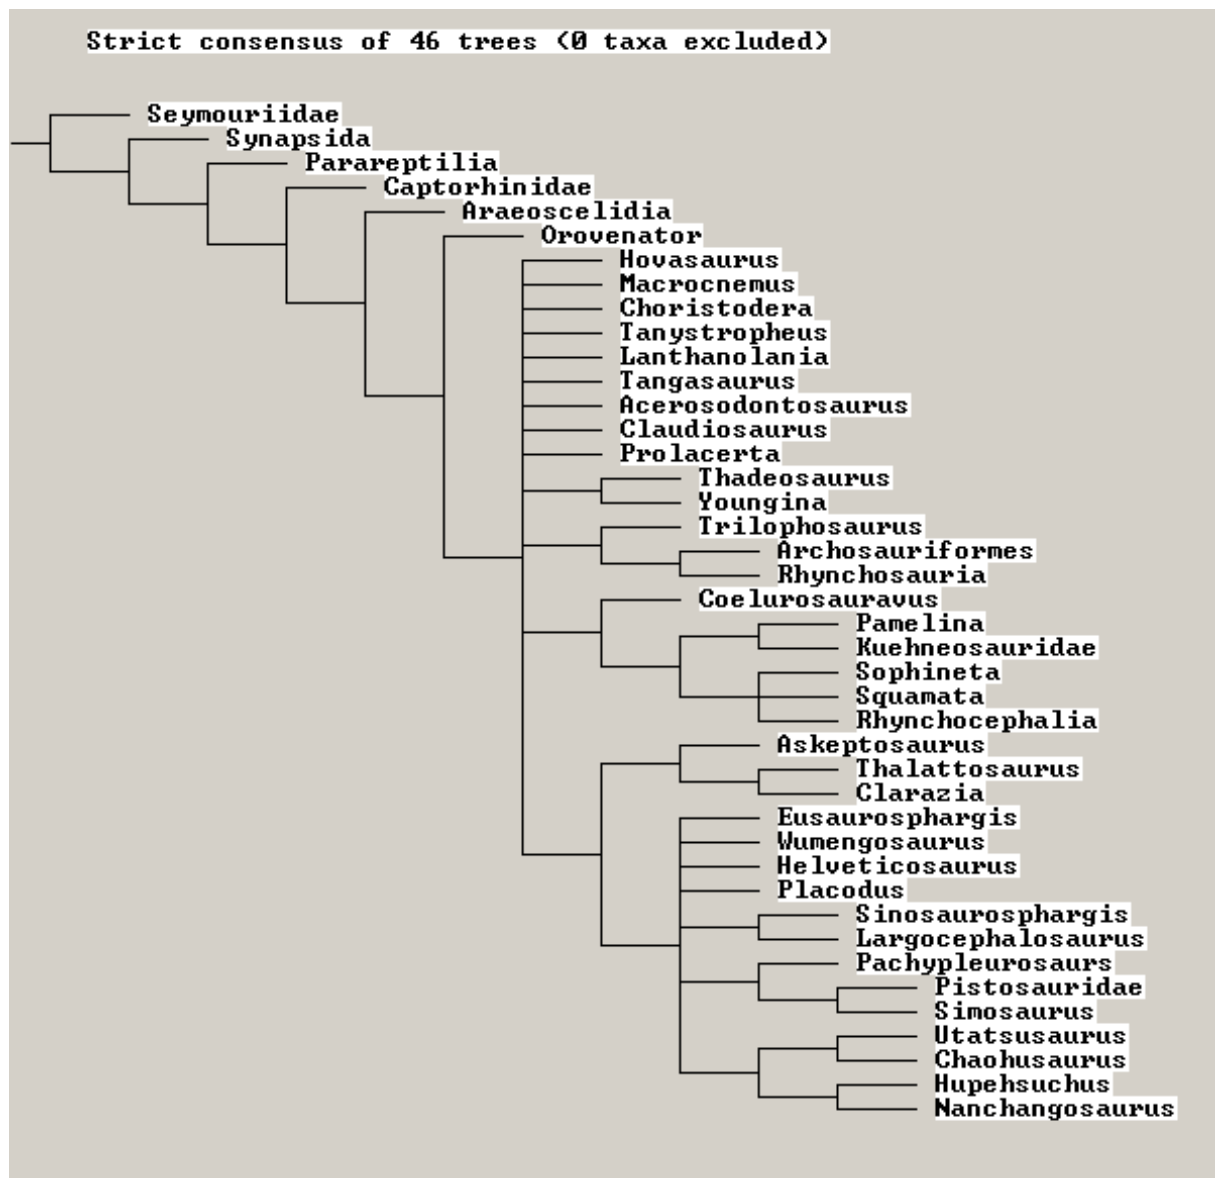 Strict consensus of 46 trees (0 taxa excluded)
Seymouriidae
Synapsida
Parareptilia
Captorhinidae
Araeoscelidia
Orovenator
Hovasaurus
Macrocnemus
Choristodera
Tanystropheus
Lanthanolania
Tangasaurus
Acerosodontosaurus
Claudiosaurus
Prolacerta
Thadeosaurus
Youngina
Trilophosaurus
Archosauriformes
Rhynchosauria
Coelurosauravus
Pamelina
Kuehneosauridae
Sophineta
Squamata
Rhynchocephalia
Askeptosaurus
Thalattosaurus
Clarazia
Eusaurosphargis
Wumengosaurus
Helveticosaurus
Placodus
Sinosaurosphargis
Largocephalosaurus
Pachypleurosaurs
Pistosauridae
Simosaurus
Utatsusaurus
Chaohusaurus
Hupehsuchus
Nanchangosaurus